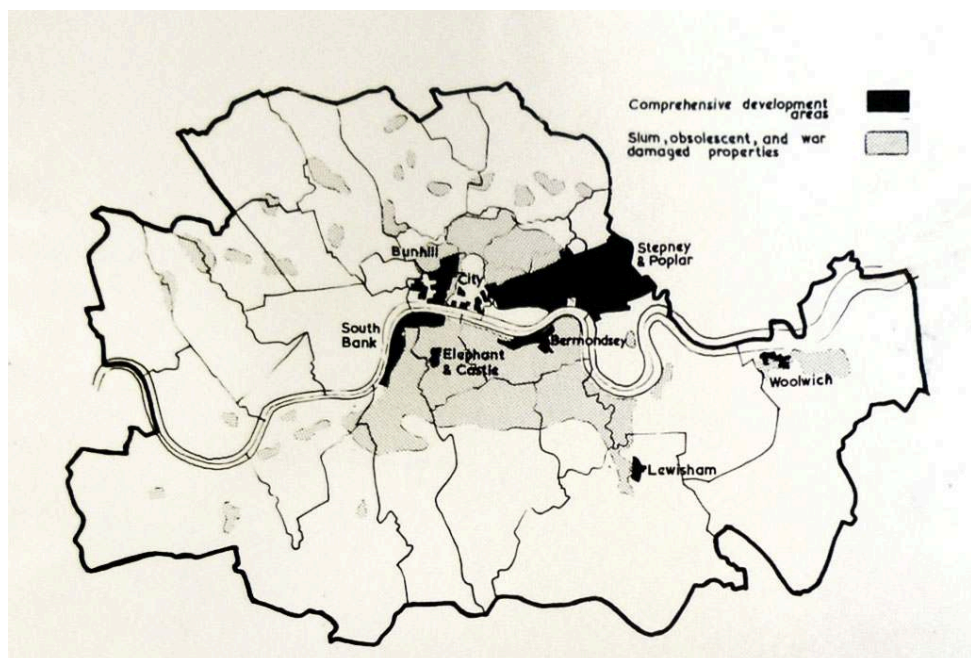 Comprehensive development
areas
Slum, obsolescent, and war
damaged properties
Bunhill
City
Stepney
& Poplar
South
Bank
Elephant
& Castle
Bermondsey
Woolwich
Lewisham